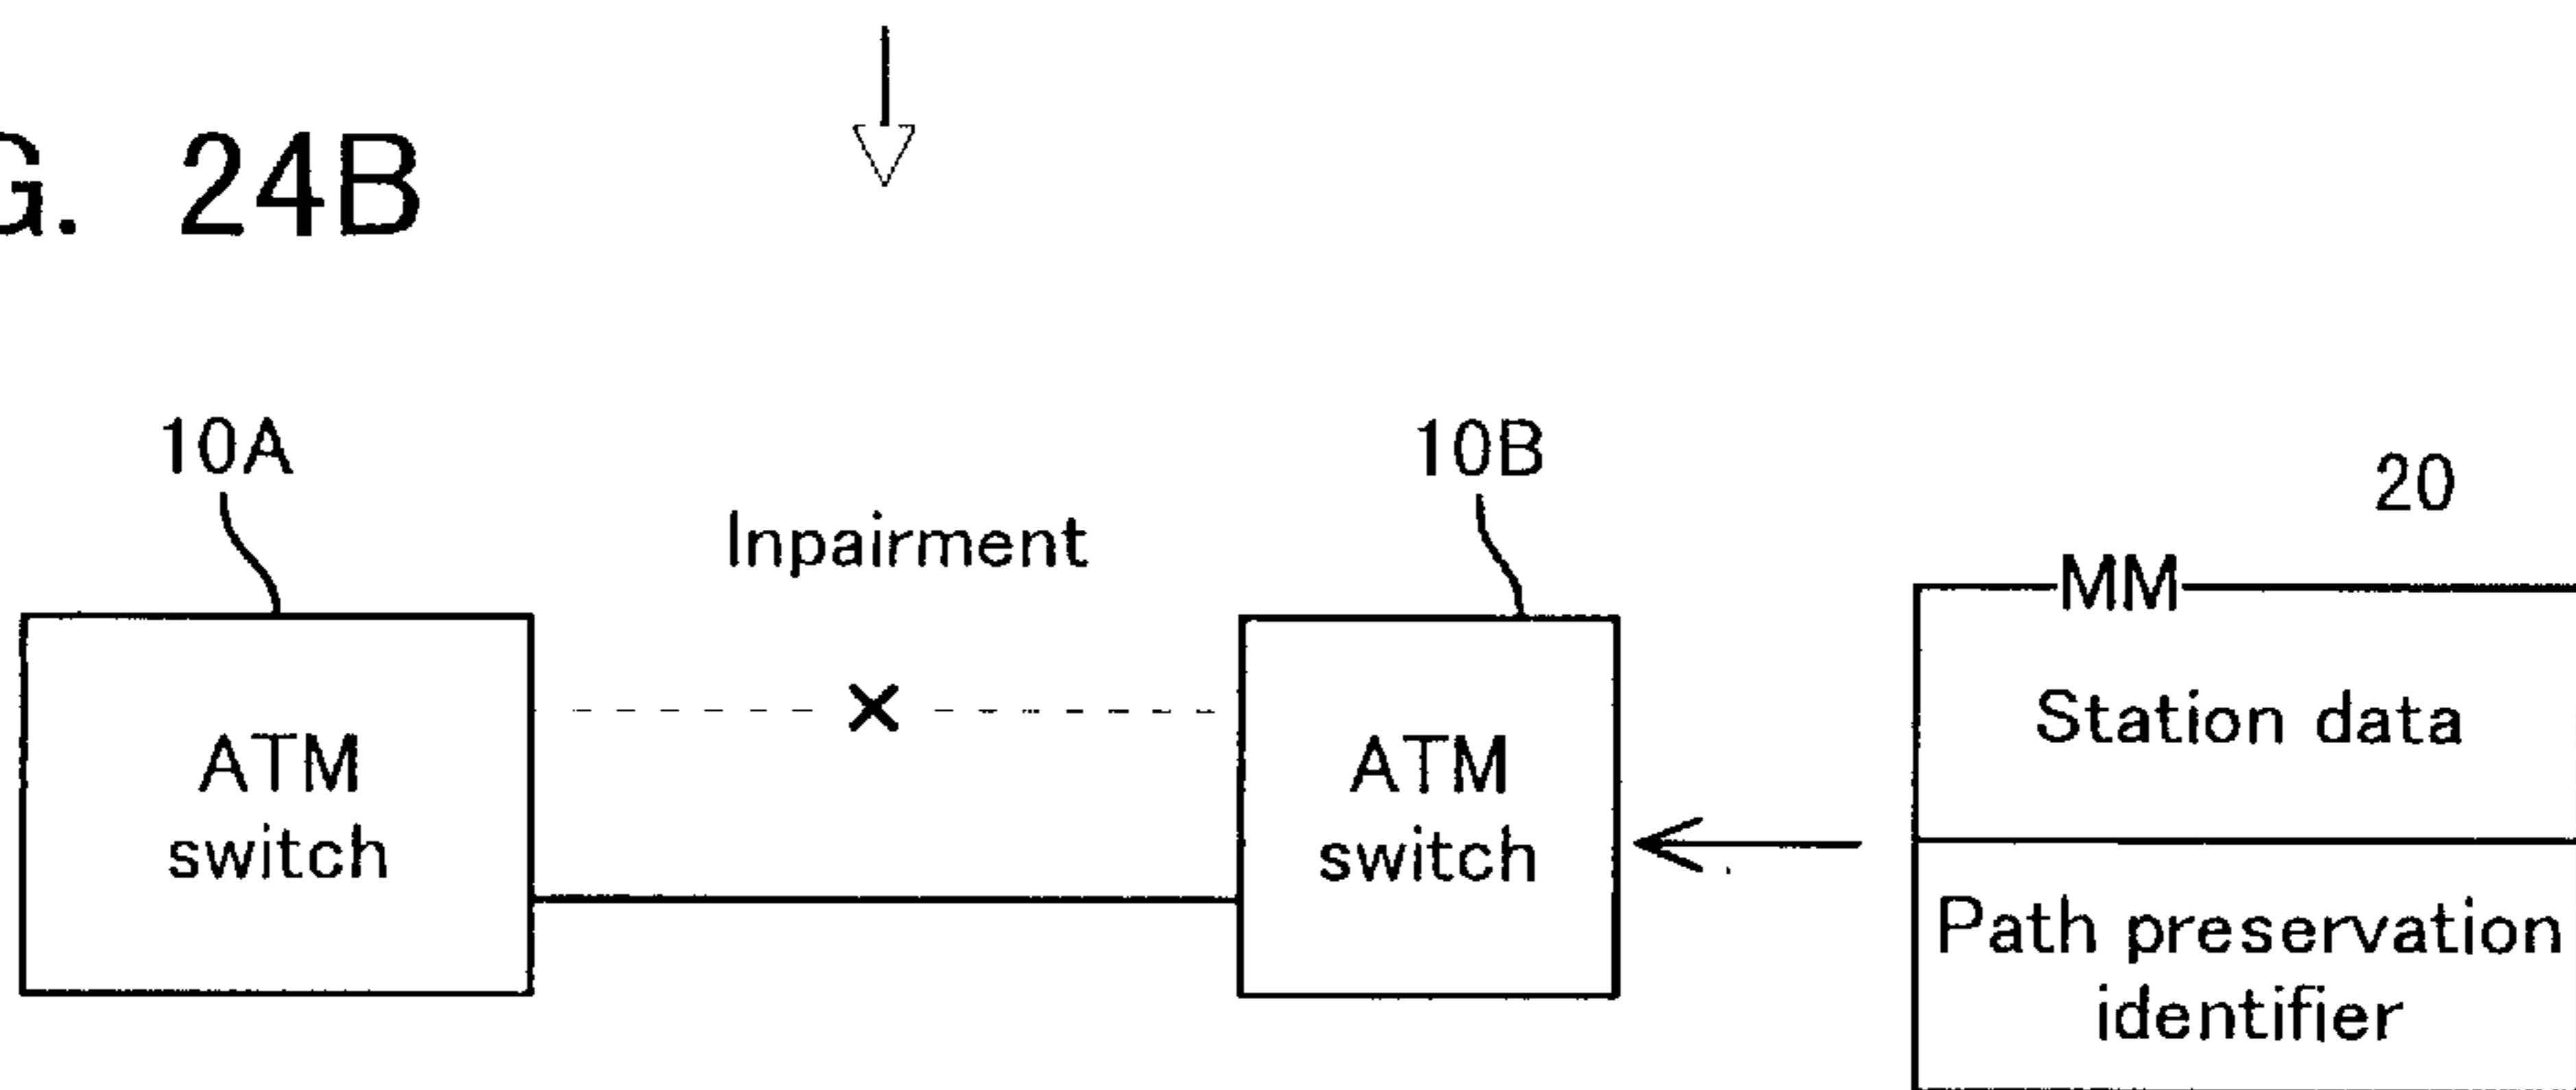 G. 24B
10A
10B
20
Inpairment
MM
ATM
switch
ATM
switch
Station data
Path preservation
identifier